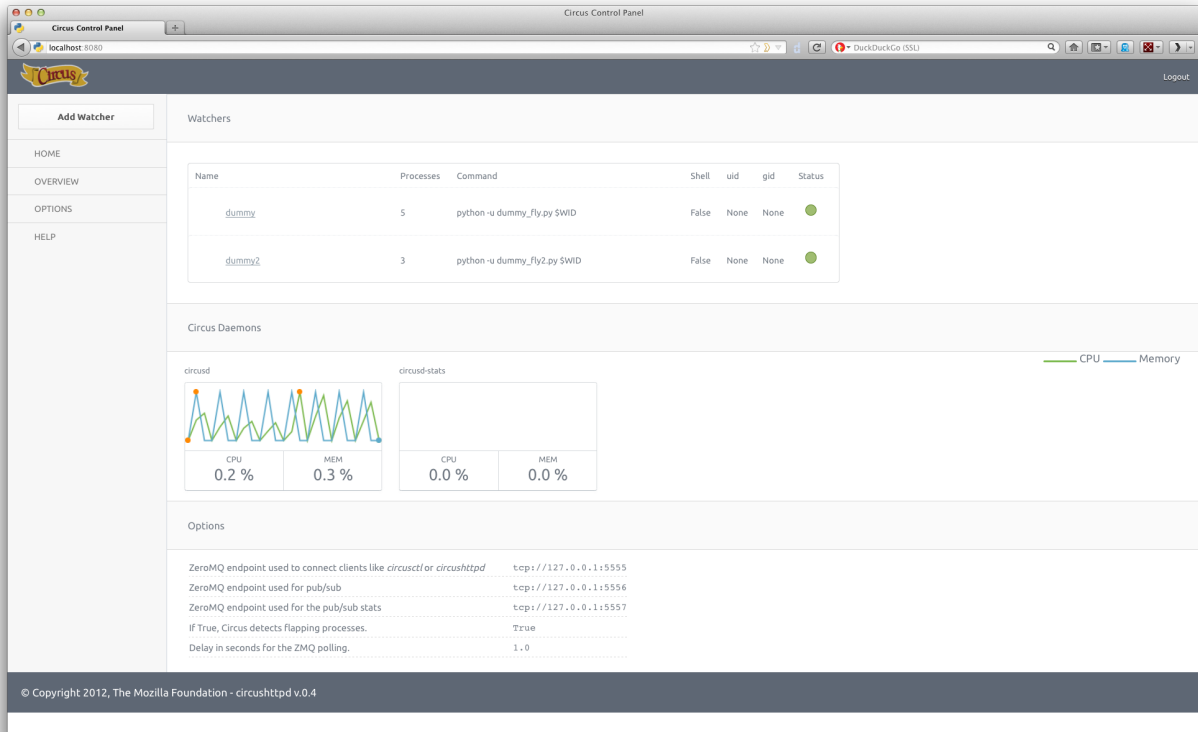 Circus Control Panel
Circus Control Panel
localhost:8080
DuckDuckGo (SSL)
Circus
Logout
Add Watcher
HOME
OVERVIEW
OPTIONS
HELP
Watchers
Name Processes Command Shell uid gid Status
dummy 5 python -u dummy_fly.py $WID False None None
dummy2 3 python -u dummy_fly2.py $WID False None None
Circus Daemons
CPU Memory
circusd circusd-stats
CPU MEM CPU MEM
0.2 % 0.3 % 0.0 % 0.0 %
Options
ZeroMQ endpoint used to connect clients like circusctl or circushttpd tcp://127.0.0.1:5555
ZeroMQ endpoint used for pub/sub tcp://127.0.0.1:5556
ZeroMQ endpoint used for the pub/sub stats tcp://127.0.0.1:5557
If True, Circus detects flapping processes. True
Delay in seconds for the ZMQ polling. 1.0
© Copyright 2012, The Mozilla Foundation - circushttpd v.0.4